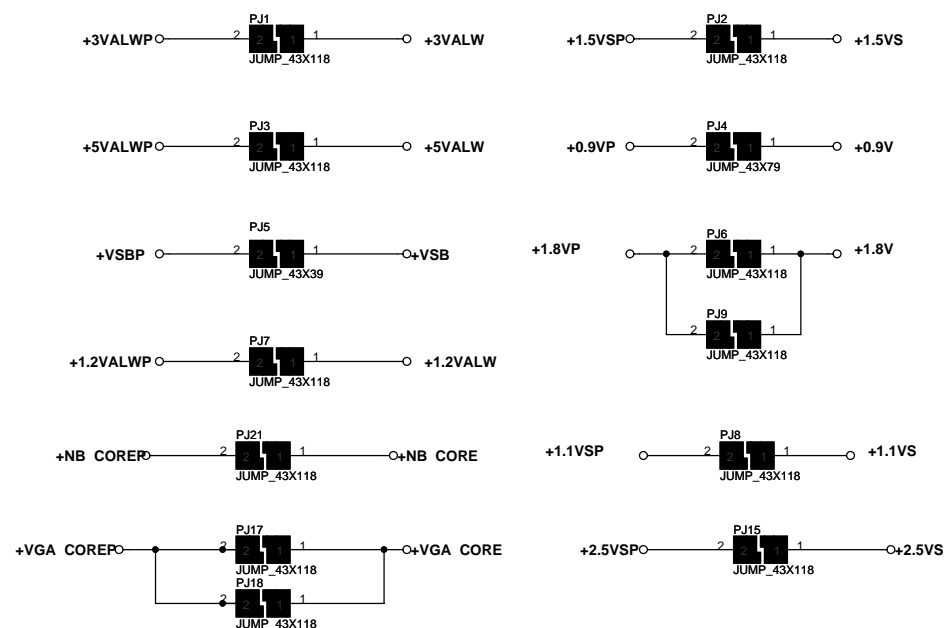 PJ1
+3VALWP 2 2 1 1 +3VALW
JUMP_43X118
PJ2
+1.5VSP 2 2 1 1 +1.5VS
JUMP_43X118
PJ3
+5VALWP 2 2 1 1 +5VALW
JUMP_43X118
PJ4
+0.9VP 2 2 1 1 +0.9V
JUMP_43X79
PJ5
+VSBP 2 2 1 1 +VSB
JUMP_43X39
PJ6
+1.8VP 2 2 1 1 +1.8V
JUMP_43X118
PJ9
2 2 1 1
JUMP_43X118
PJ7
+1.2VALWP 2 2 1 1 +1.2VALW
JUMP_43X118
PJ21
+NB COREP 2 2 1 1 +NB CORE
JUMP_43X118
PJ8
+1.1VSP 2 2 1 1 +1.1VS
JUMP_43X118
PJ17
+VGA COREP 2 2 1 1 +VGA CORE
JUMP_43X118
PJ18
2 2 1 1
JUMP_43X118
PJ15
+2.5VSP 2 2 1 1 +2.5VS
JUMP_43X118